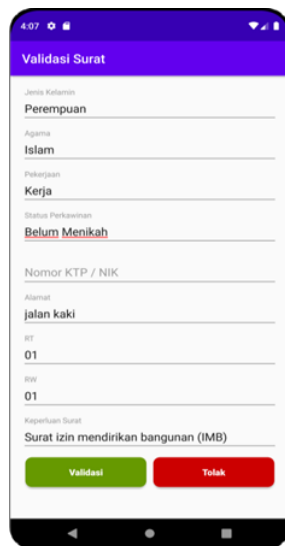 4:07
Validasi Surat
Jenis Kelamin
Perempuan
Agama
Islam
Pekerjaan
Kerja
Status Perkawinan
Belum Menikah
Nomor KTP / NIK
Alamat
jalan kaki
RT
01
RW
01
Keperluan Surat
Surat izin mendirikan bangunan (IMB)
Validasi Tolak